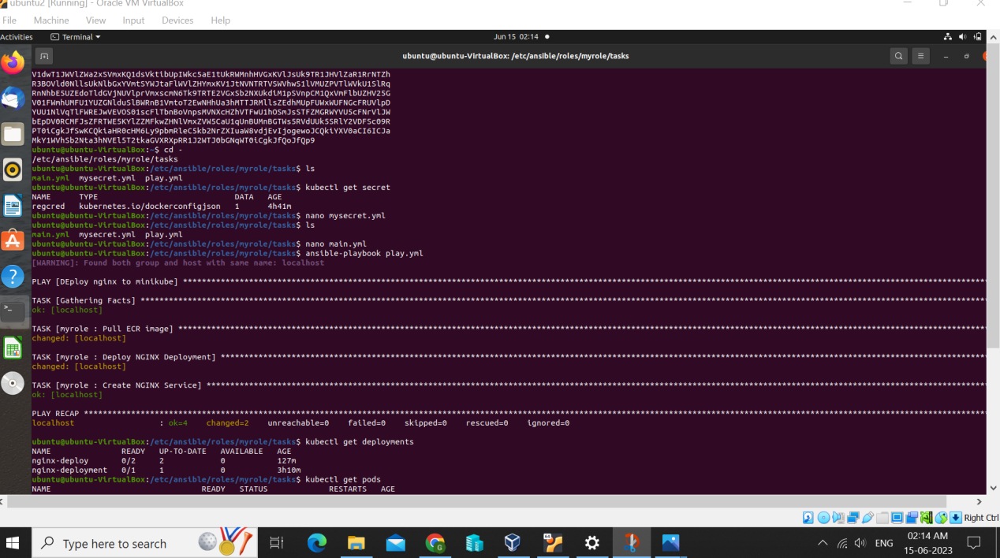 ubuntu2 [Running] - Oracle VM VirtualBox
File Machine View Input Devices Help
Activities Terminal Jun 15 02:14
ubuntu@ubuntu-VirtualBox: /etc/ansible/roles/myrole/tasks
ubuntu@ubuntu-VirtualBox:~$ cd -
/etc/ansible/roles/myrole/tasks
ubuntu@ubuntu-VirtualBox:/etc/ansible/roles/myrole/tasks$ ls
main.yml mysecret.yml play.yml
ubuntu@ubuntu-VirtualBox:/etc/ansible/roles/myrole/tasks$ kubectl get secret
NAME TYPE DATA AGE
regcred kubernetes.io/dockerconfigjson 1 4h41m
ubuntu@ubuntu-VirtualBox:/etc/ansible/roles/myrole/tasks$ nano mysecret.yml
ubuntu@ubuntu-VirtualBox:/etc/ansible/roles/myrole/tasks$ ls
main.yml mysecret.yml play.yml
ubuntu@ubuntu-VirtualBox:/etc/ansible/roles/myrole/tasks$ nano main.yml
ubuntu@ubuntu-VirtualBox:/etc/ansible/roles/myrole/tasks$ ansible-playbook play.yml
[WARNING]: Found both group and host with same name: localhost
PLAY [DEploy nginx to minikube]
TASK [Gathering Facts]
ok: [localhost]
TASK [myrole : Pull ECR image]
changed: [localhost]
TASK [myrole : Deploy NGINX Deployment]
changed: [localhost]
TASK [myrole : Create NGINX Service]
ok: [localhost]
PLAY RECAP
localhost : ok=4 changed=2 unreachable=0 failed=0 skipped=0 rescued=0 ignored=0
ubuntu@ubuntu-VirtualBox:/etc/ansible/roles/myrole/tasks$ kubectl get deployments
NAME READY UP-TO-DATE AVAILABLE AGE
nginx-deploy 0/2 2 0 127m
nginx-deployment 0/1 1 0 3h10m
ubuntu@ubuntu-VirtualBox:/etc/ansible/roles/myrole/tasks$ kubectl get pods
NAME READY STATUS RESTARTS AGE
Right Ctrl
Type here to search
ENG
02:14 AM
15-06-2023